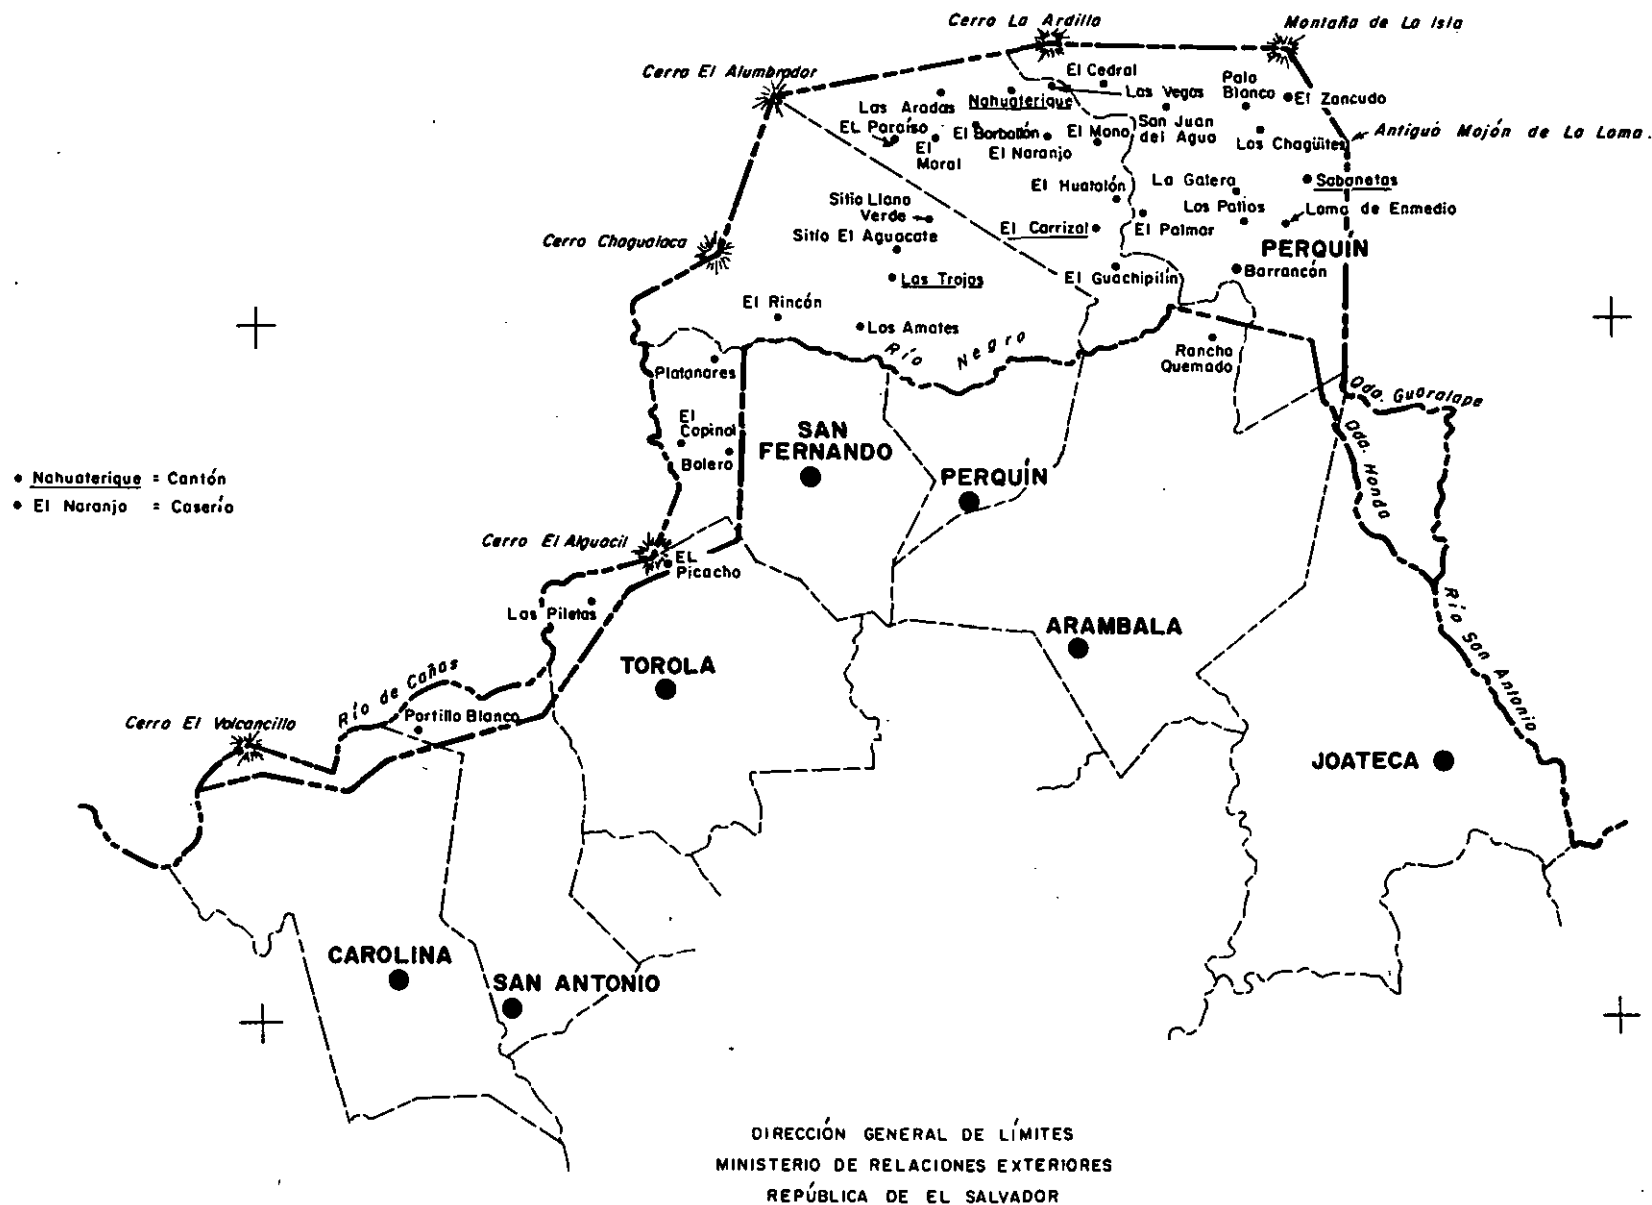 Cerro La Ardilla
Montaña de La Isla
Cerro El Alumbrador
El Cedral
Palo
Blanco
Las Aradas
Nahuaterique
Las Vegas
El Zancudo
EL Paraíso
El Borbollón
El Mono
San Juan
del Agua
Los Chagüites
Antiguo Mojón de La Loma.
El
Moral
El Naranjo
El Huatalón
La Galera
Sabanetas
Sitio Llano
Verde
Los Patios
Loma de Enmedio
Cerro Chagualaca
Sitio El Aguacate
El Carrizal
El Palmar
PERQUÍN
Las Trojas
El Guachipilín
Barrancón
El Rincón
Los Amates
Río Negro
Rancho
Quemado
Platanares
Qda. Guaralape
El
Copinol
Bolero
SAN
FERNANDO
Qda. Honda
PERQUÍN
Nahuaterique = Cantón
El Naranjo = Caserío
Cerro El Alguacil
EL
Picacho
Las Piletas
Río San Antonio
ARAMBALA
TOROLA
Río de Cañas
Portillo Blanco
Cerro El Volcancillo
JOATECA
CAROLINA
SAN ANTONIO
DIRECCIÓN GENERAL DE LÍMITES
MINISTERIO DE RELACIONES EXTERIORES
REPÚBLICA DE EL SALVADOR